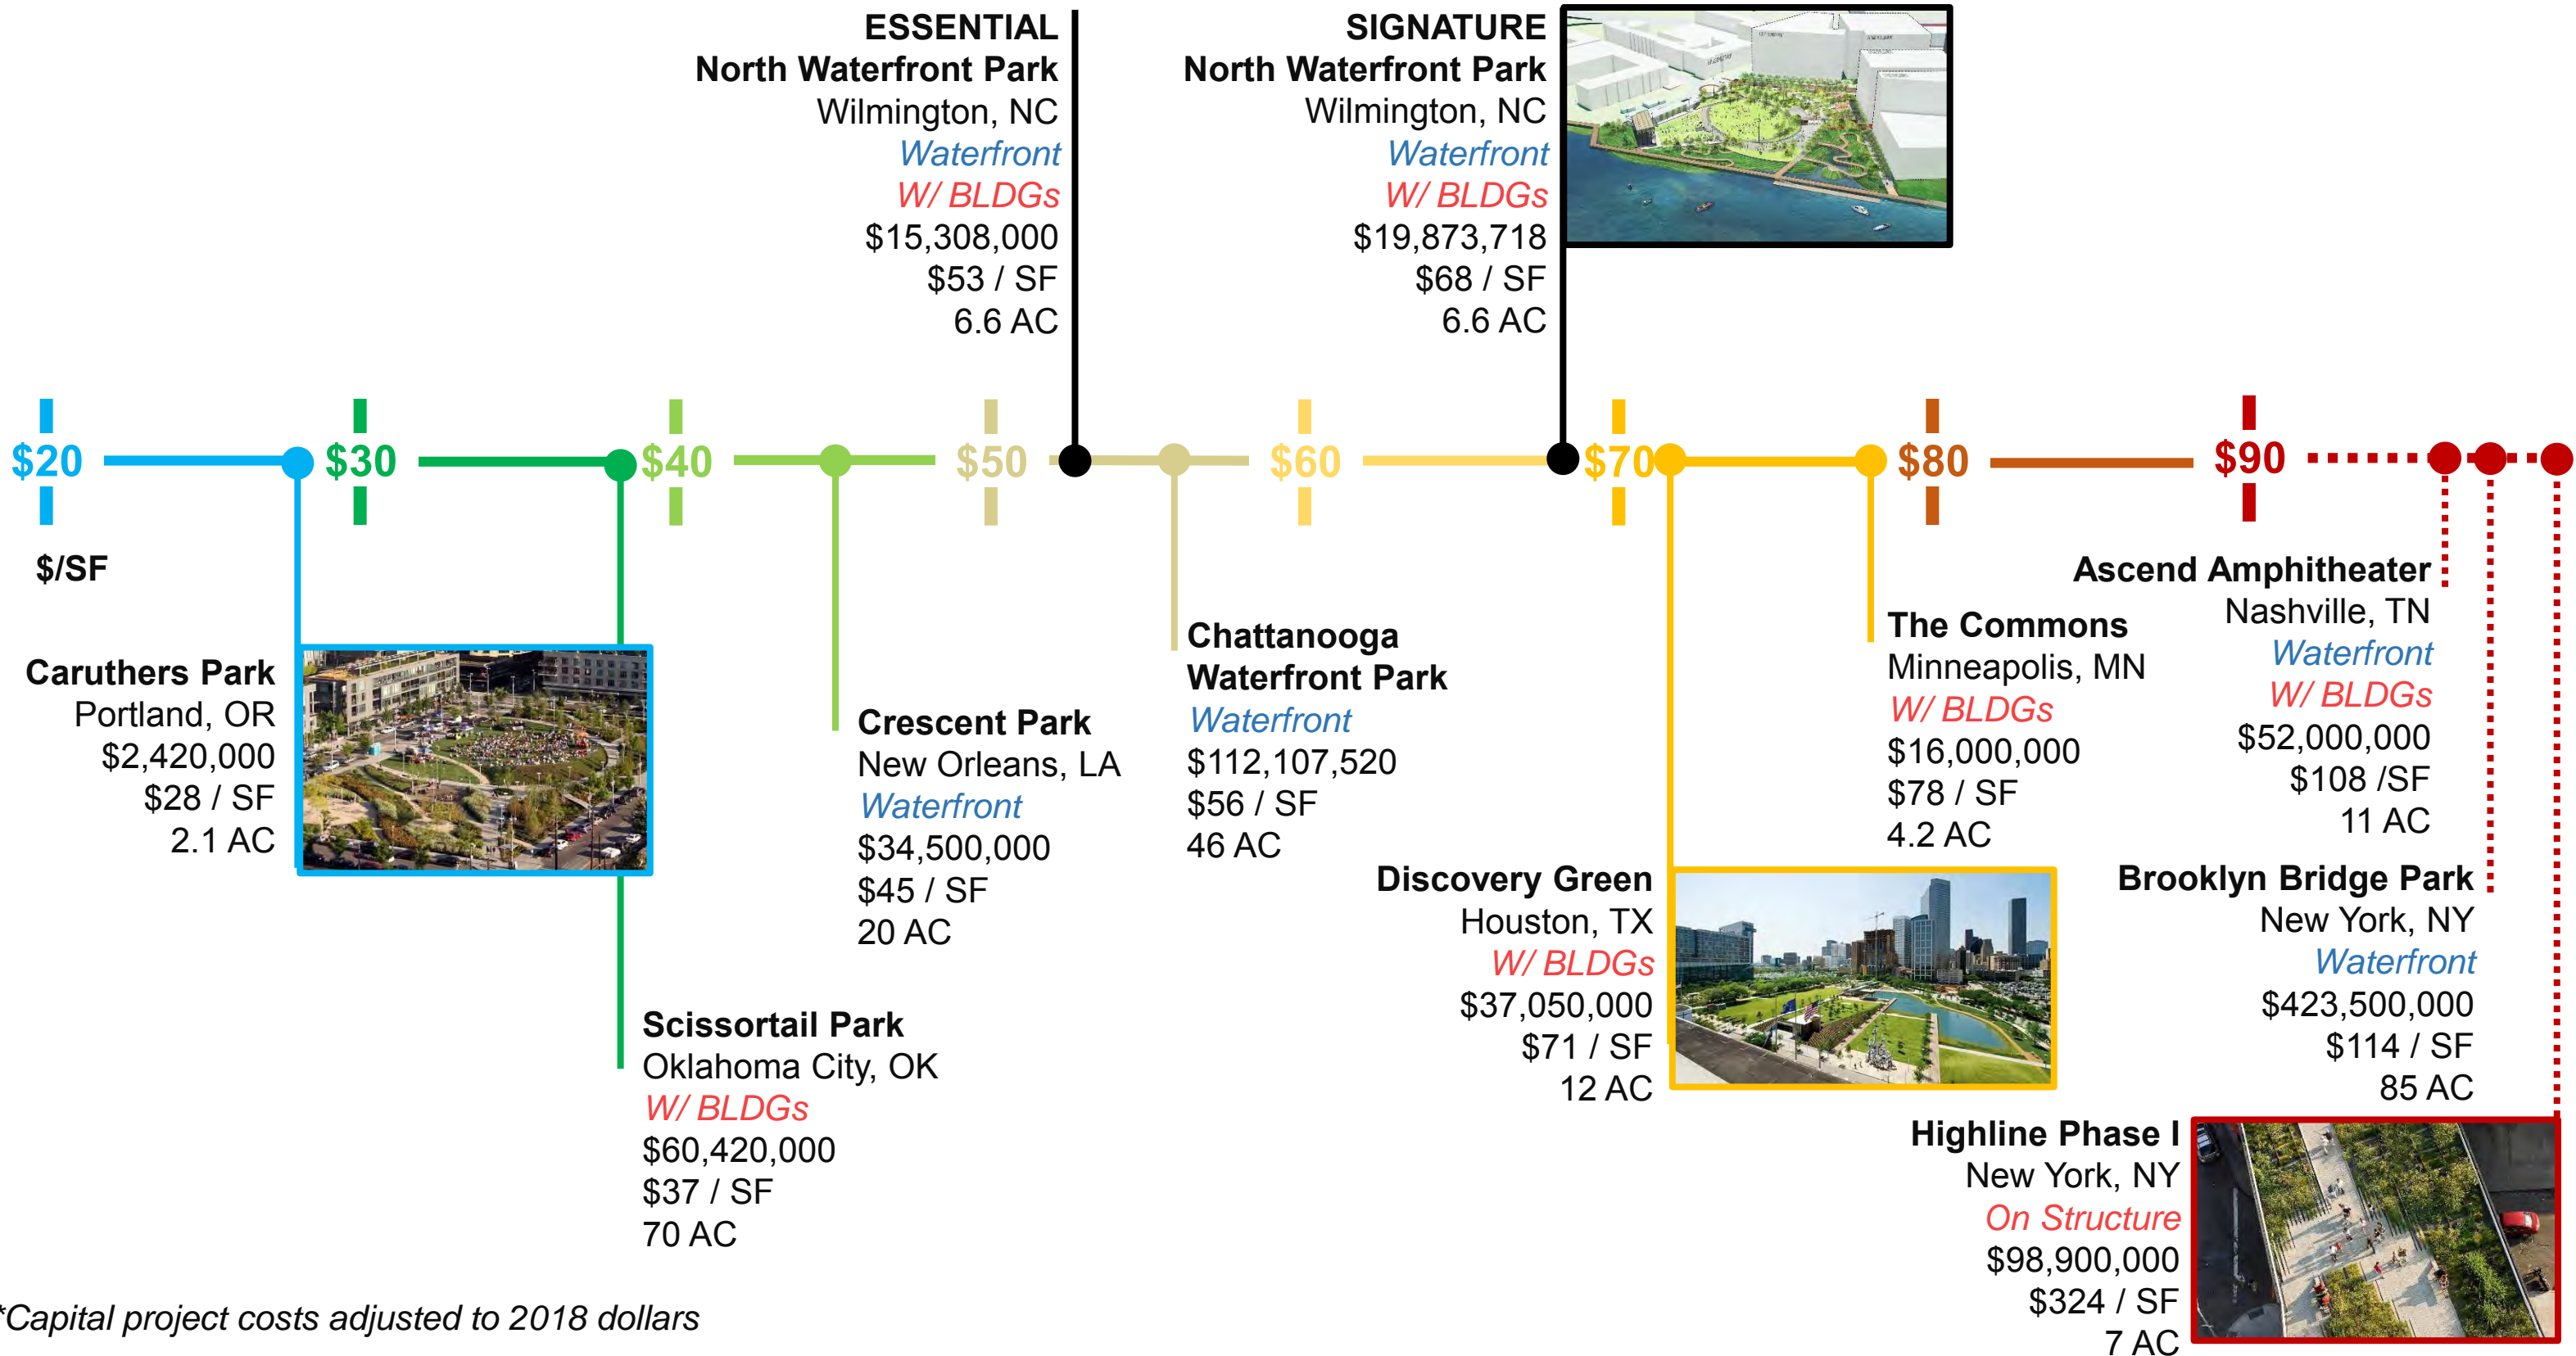 ESSENTIAL
North Waterfront Park
Wilmington, NC
Waterfront
W/ BLDGs
$15,308,000
$53 / SF
6.6 AC
SIGNATURE
North Waterfront Park
Wilmington, NC
Waterfront
W/ BLDGs
$19,873,718
$68 / SF
6.6 AC
$20
$30
$40
$50
$60
$70
$80
$90
$/SF
Caruthers Park
Portland, OR
$2,420,000
$28 / SF
2.1 AC
Scissortail Park
Oklahoma City, OK
W/ BLDGs
$60,420,000
$37 / SF
70 AC
Crescent Park
New Orleans, LA
Waterfront
$34,500,000
$45 / SF
20 AC
Chattanooga
Waterfront Park
Waterfront
$112,107,520
$56 / SF
46 AC
Discovery Green
Houston, TX
W/ BLDGs
$37,050,000
$71 / SF
12 AC
The Commons
Minneapolis, MN
W/ BLDGs
$16,000,000
$78 / SF
4.2 AC
Ascend Amphitheater
Nashville, TN
Waterfront
W/ BLDGs
$52,000,000
$108 /SF
11 AC
Brooklyn Bridge Park
New York, NY
Waterfront
$423,500,000
$114 / SF
85 AC
Highline Phase I
New York, NY
On Structure
$98,900,000
$324 / SF
7 AC
*Capital project costs adjusted to 2018 dollars